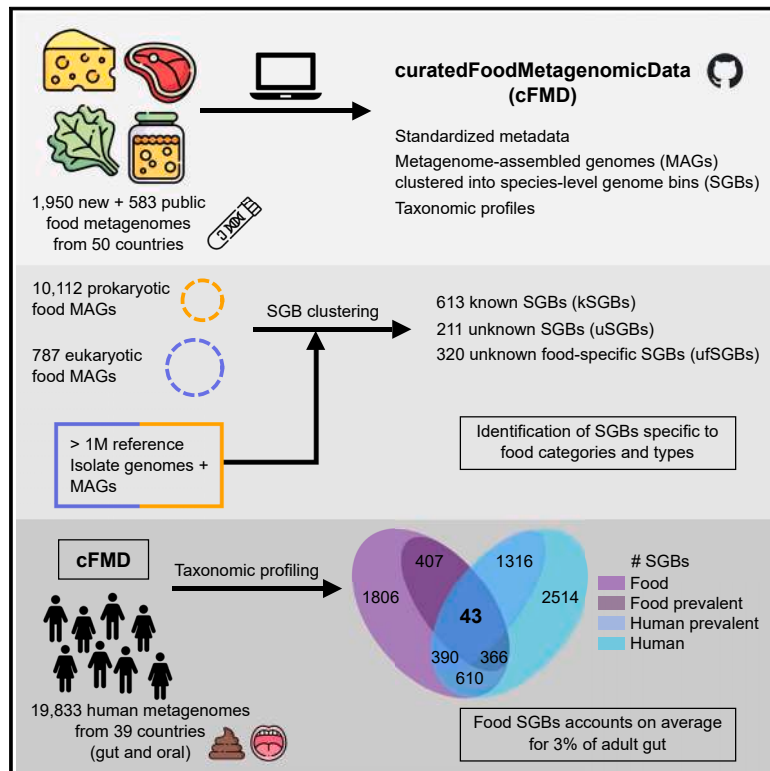 curatedFoodMetagenomicData
(cFMD)
Standardized metadata
Metagenome-assembled genomes (MAGs)
clustered into species-level genome bins (SGBs)
Taxonomic profiles
1,950 new + 583 public
food metagenomes
from 50 countries
10,112 prokaryotic
food MAGs
787 eukaryotic
food MAGs
SGB clustering
613 known SGBs (kSGBs)
211 unknown SGBs (uSGBs)
320 unknown food-specific SGBs (ufSGBs)
> 1M reference
Isolate genomes +
MAGs
Identification of SGBs specific to
food categories and types
cFMD
Taxonomic profiling
19,833 human metagenomes
from 39 countries
(gut and oral)
407
1316
1806
43
2514
390
366
610
# SGBs
Food
Food prevalent
Human prevalent
Human
Food SGBs accounts on average
for 3% of adult gut